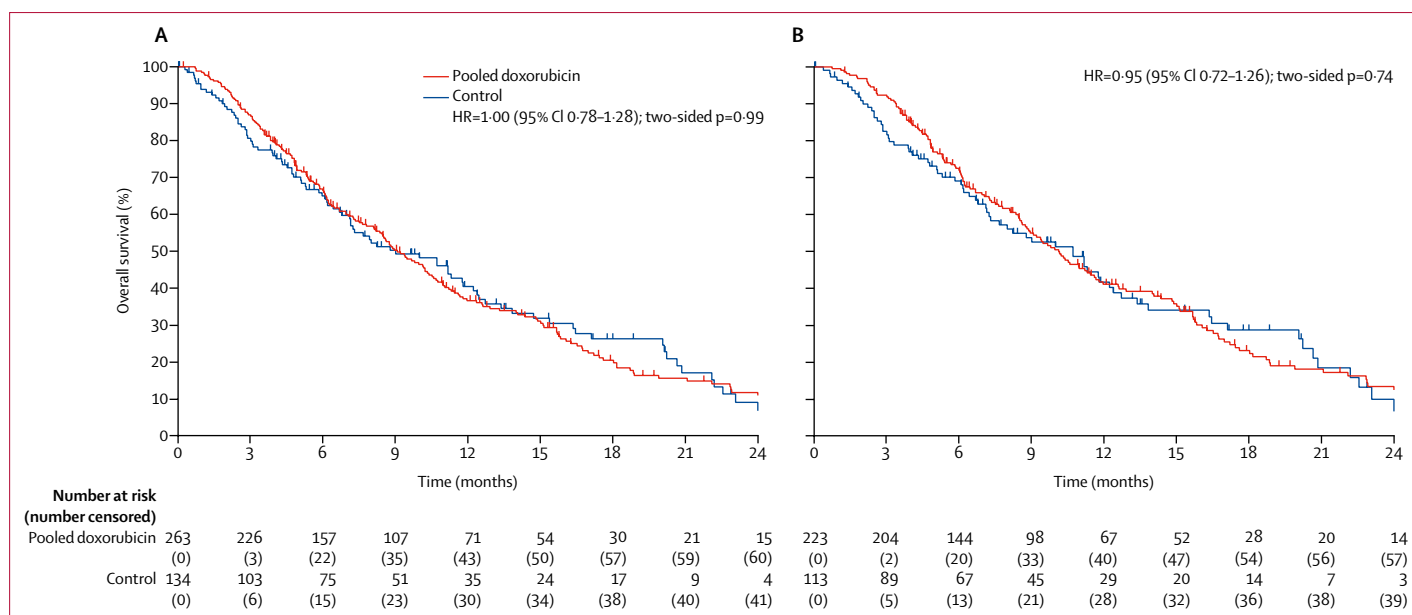 A
B
Pooled doxorubicin
Control
HR=1·00 (95% CI 0·78–1·28); two-sided p=0·99
HR=0·95 (95% CI 0·72–1·26); two-sided p=0·74
Overall survival (%)
100
90
80
70
60
50
40
30
20
10
0
0 3 6 9 12 15 18 21 24
0 3 6 9 12 15 18 21 24
Time (months)
Time (months)
Number at risk
(number censored)
Pooled doxorubicin 263 226 157 107 71 54 30 21 15 223 204 144 98 67 52 28 20 14
(0) (3) (22) (35) (43) (50) (57) (59) (60) (0) (2) (20) (33) (40) (47) (54) (56) (57)
Control 134 103 75 51 35 24 17 9 4 113 89 67 45 29 20 14 7 3
(0) (6) (15) (23) (30) (34) (38) (40) (41) (0) (5) (13) (21) (28) (32) (36) (38) (39)